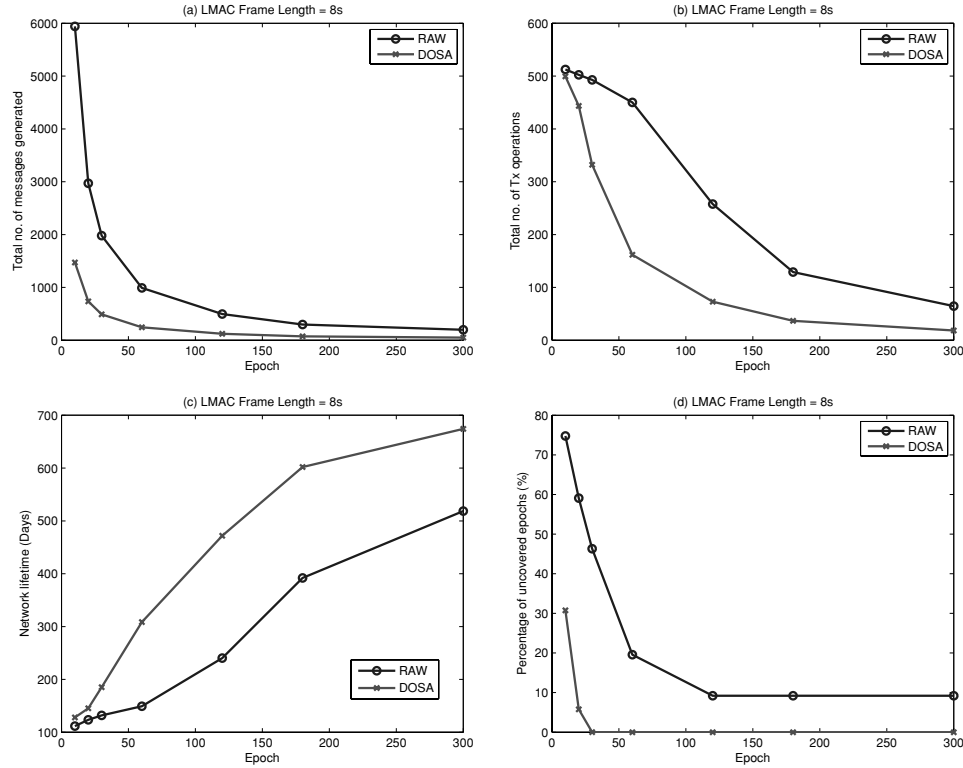 (a) LMAC Frame Length = 8s
6000
5000
4000
3000
2000
1000
0
Total no. of messages generated
0 50 100 150 200 250 300
Epoch
RAW
DOSA
(b) LMAC Frame Length = 8s
600
500
400
300
200
100
0
Total no. of Tx operations
0 50 100 150 200 250 300
Epoch
RAW
DOSA
(c) LMAC Frame Length = 8s
700
600
500
400
300
200
100
Network lifetime (Days)
0 50 100 150 200 250 300
Epoch
RAW
DOSA
(d) LMAC Frame Length = 8s
80
70
60
50
40
30
20
10
0
Percentage of uncovered epochs (%)
0 50 100 150 200 250 300
Epoch
RAW
DOSA